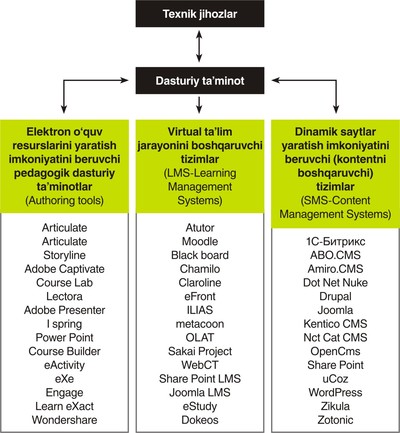 Texnik jihozlar
Dasturiy ta’minot
Elektron o‘quv
resurslarini yaratish
imkoniyatini beruvchi
pedagogik dasturiy
ta’minotlar
(Authoring tools)
Articulate
Articulate
Storyline
Adobe Captivate
Course Lab
Lectora
Adobe Presenter
I spring
Power Point
Course Builder
eActivity
eXe
Engage
Learn eXact
Wondershare
Virtual ta’lim
jarayonini boshqaruvchi
tizimlar
(LMS-Learning
Management
Systems)
Atutor
Moodle
Black board
Chamilo
Claroline
eFront
ILIAS
metacoon
OLAT
Sakai Project
WebCT
Share Point LMS
Joomla LMS
eStudy
Dokeos
Dinamik saytlar
yaratish imkoniyatini
beruvchi (kontentni
boshqaruvchi)
tizimlar
(SMS-Content
Management Systems)
1С-Битрикс
ABO.CMS
Amiro.CMS
Dot Net Nuke
Drupal
Joomla
Kentico CMS
Nct Cat CMS
OpenCms
Share Point
uCoz
WordPress
Zikula
Zotonic